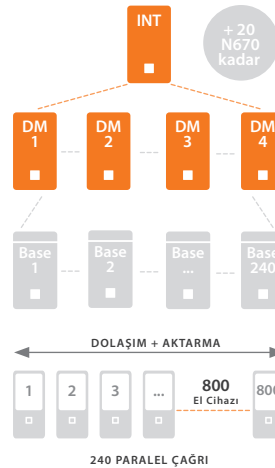 INT
+ 20
N670
kadar
DM
1
DM
2
DM
3
DM
4
Base
1
Base
2
Base
...
Base
240
DOLAŞIM + AKTARMA
1
2
3
...
800
El Cihazı
800
240 PARALEL ÇAĞRI